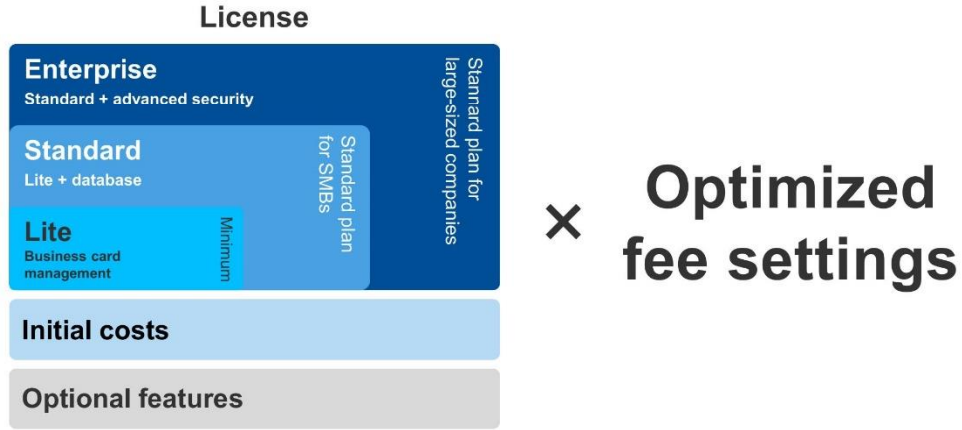 License
Enterprise
Standard + advanced security
Stannard plan for
large-sized companies
Standard
Lite + database
Standard plan
for SMBs
Lite
Business card
management
Minimum
Initial costs
Optional features
×
Optimized
fee settings